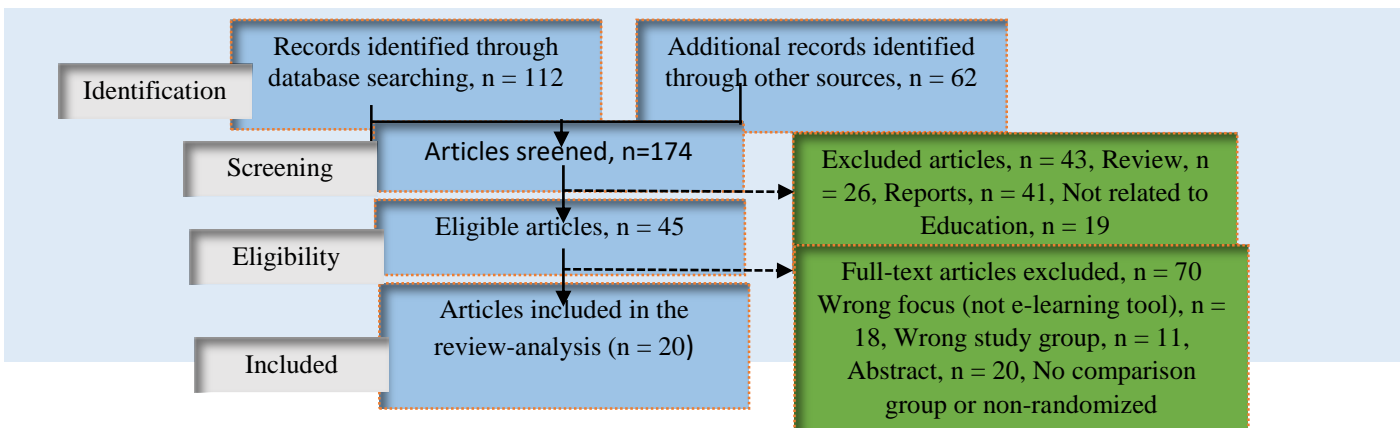 Records identified through
database searching, n = 112
Additional records identified
through other sources, n = 62
Identification
Articles sreened, n=174
Screening
Excluded articles, n = 43, Review, n
= 26, Reports, n = 41, Not related to
Education, n = 19
Eligible articles, n = 45
Eligibility
Full-text articles excluded, n = 70
Wrong focus (not e-learning tool), n =
18, Wrong study group, n = 11,
Abstract, n = 20, No comparison
group or non-randomized
Articles included in the
review-analysis (n = 20)
Included